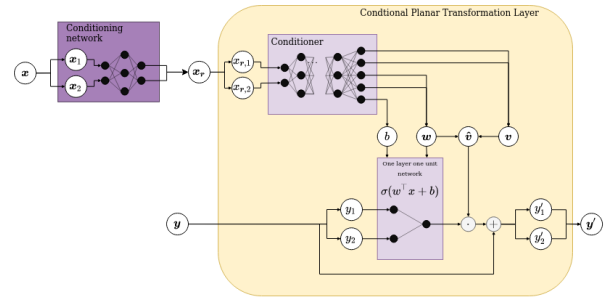 Condtional Planar Transformation Layer
Conditioning
network
Conditioner
x
x₁
x₂
xᵣ
xᵣ,₁
xᵣ,₂
b
w
v̂
v
One layer one unit
network
σ(w⊤x + b)
y
y₁
y₂
·
+
y′₁
y′₂
y′